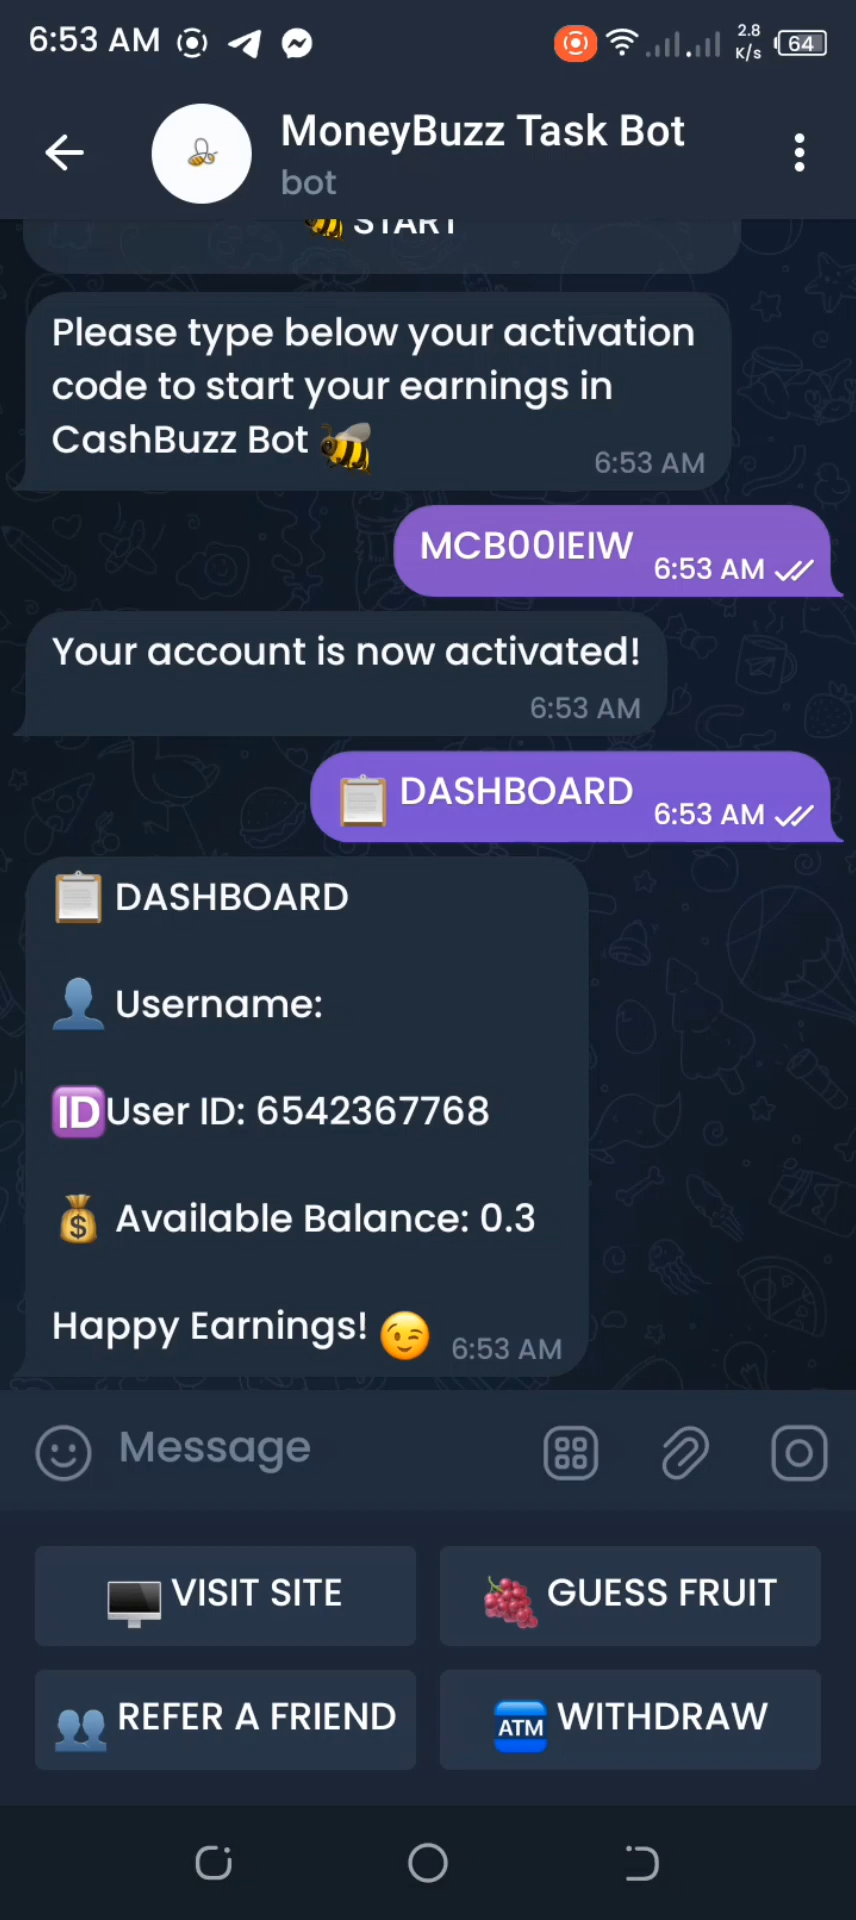 6:53 AM
2.8
K/s
64
MoneyBuzz Task Bot
bot
START
Please type below your activation
code to start your earnings in
CashBuzz Bot
6:53 AM
MCB00IEIW
6:53 AM
Your account is now activated!
6:53 AM
DASHBOARD
6:53 AM
DASHBOARD
Username:
ID User ID: 6542367768
$ Available Balance: 0.3
Happy Earnings!
6:53 AM
Message
VISIT SITE
GUESS FRUIT
REFER A FRIEND
ATM WITHDRAW